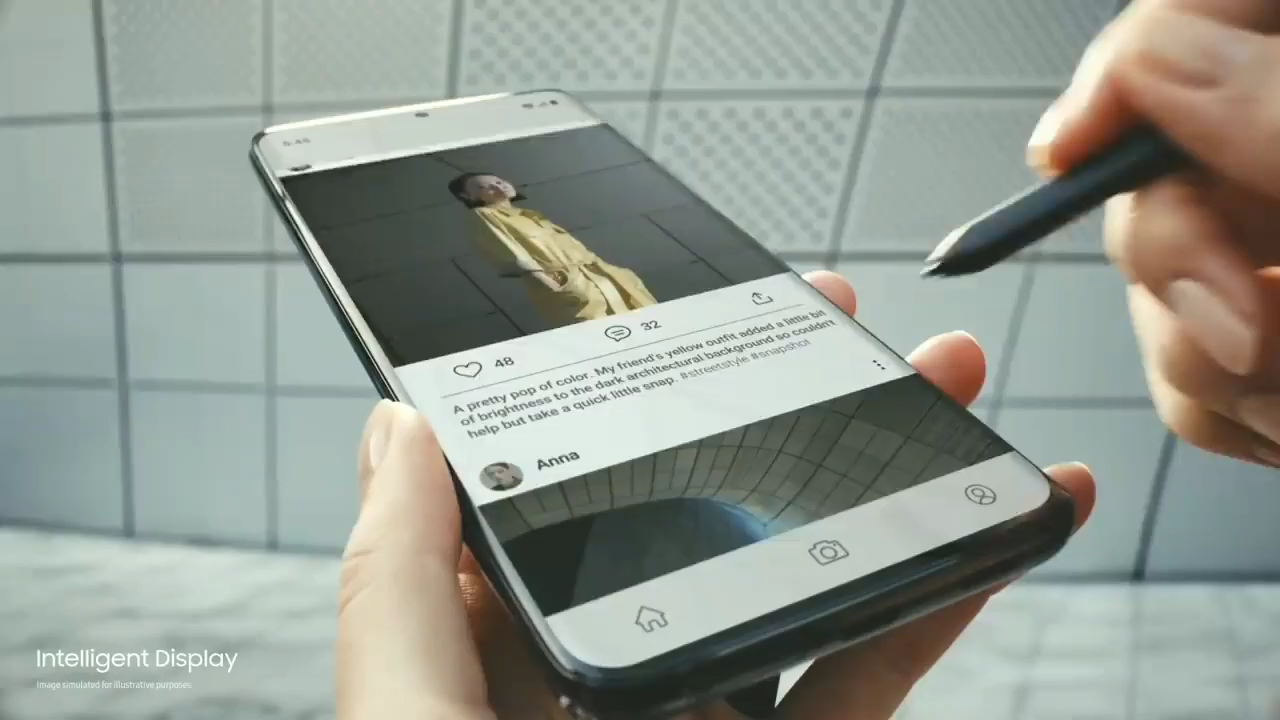 5:45
48
32
A pretty pop of color. My friend's yellow outfit added a little bit
of brightness to the dark architectural background so couldn't
help but take a quick little snap. #streetstyle #snapshot
Anna
Intelligent Display
Image simulated for illustrative purposes.